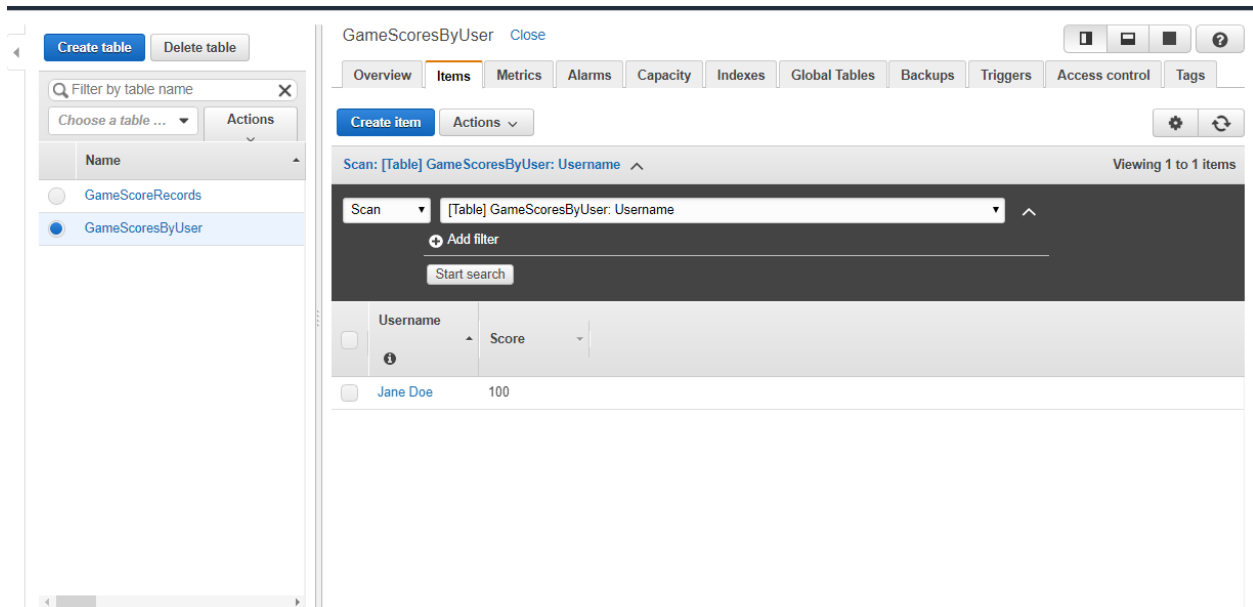 Create table
Delete table
Filter by table name
Choose a table ...
Actions
Name
GameScoreRecords
GameScoresByUser
GameScoresByUser Close
Overview Items Metrics Alarms Capacity Indexes Global Tables Backups Triggers Access control Tags
Create item
Actions
Scan: [Table] GameScoresByUser: Username
Viewing 1 to 1 items
Scan
[Table] GameScoresByUser: Username
Add filter
Start search
Username
Score
Jane Doe
100